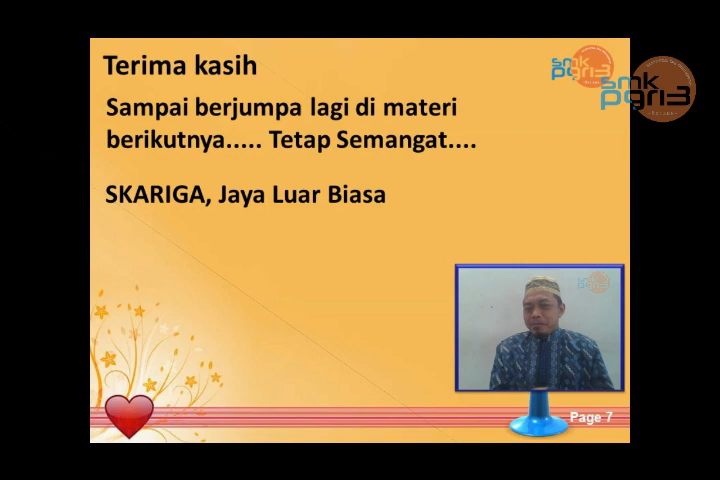 Terima kasih
Sampai berjumpa lagi di materi
berikutnya..... Tetap Semangat....
SKARIGA, Jaya Luar Biasa
smk
pgri3
smk
pgri3
Page 7